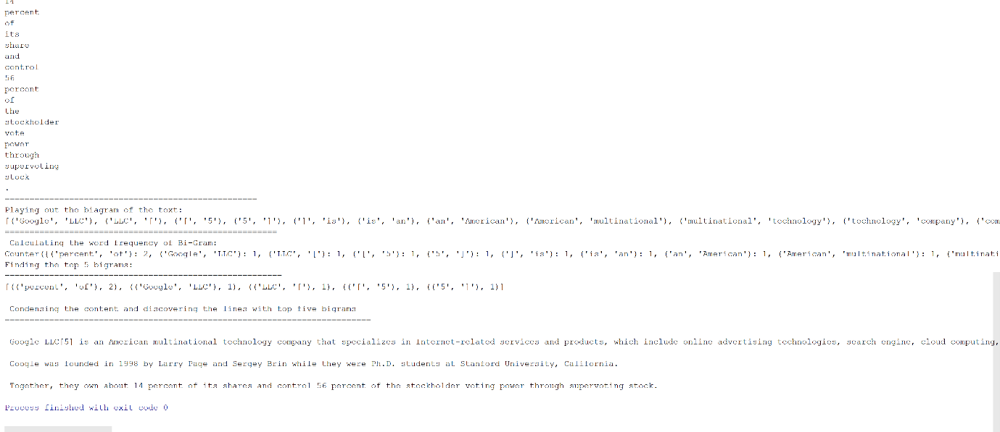 14
percent
of
its
share
and
control
56
percent
of
the
stockholder
vote
power
through
supervoting
stock
.
===================================================
Playing out the biagram of the text:
[('Google', 'LLC'), ('LLC', '['), ('[', '5'), ('5', ']'), (']', 'is'), ('is', 'an'), ('an', 'American'), ('American', 'multinational'), ('multinational', 'technology'), ('technology', 'company'), ('com
=======================================================
Calculating the word frequency of Bi-Gram:
Counter({('percent', 'of'): 2, ('Google', 'LLC'): 1, ('LLC', '['): 1, ('[', '5'): 1, ('5', ']'): 1, (']', 'is'): 1, ('is', 'an'): 1, ('an', 'American'): 1, ('American', 'multinational'): 1, ('multinati
Finding the top 5 bigrams:
========================================================
[(('percent', 'of'), 2), (('Google', 'LLC'), 1), (('LLC', '['), 1), (('[', '5'), 1), (('5', ']'), 1)]
Condensing the content and discovering the lines with top five bigrams
==========================================================================
Google LLC[5] is an American multinational technology company that specializes in Internet-related services and products, which include online advertising technologies, search engine, cloud computing,
Google was founded in 1998 by Larry Page and Sergey Brin while they were Ph.D. students at Stanford University, California.
Together, they own about 14 percent of its shares and control 56 percent of the stockholder voting power through supervoting stock.
Process finished with exit code 0